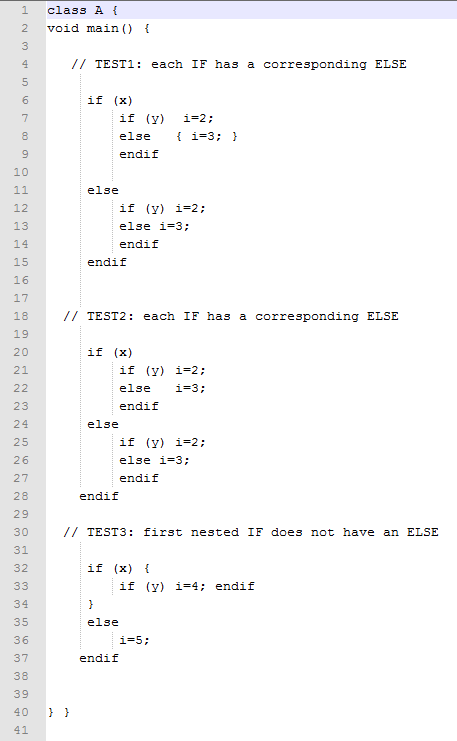 1 class A {
2 void main() {
3
4 // TEST1: each IF has a corresponding ELSE
5
6 if (x)
7 if (y) i=2;
8 else { i=3; }
9 endif
10
11 else
12 if (y) i=2;
13 else i=3;
14 endif
15 endif
16
17
18 // TEST2: each IF has a corresponding ELSE
19
20 if (x)
21 if (y) i=2;
22 else i=3;
23 endif
24 else
25 if (y) i=2;
26 else i=3;
27 endif
28 endif
29
30 // TEST3: first nested IF does not have an ELSE
31
32 if (x) {
33 if (y) i=4; endif
34 }
35 else
36 i=5;
37 endif
38
39
40 } }
41